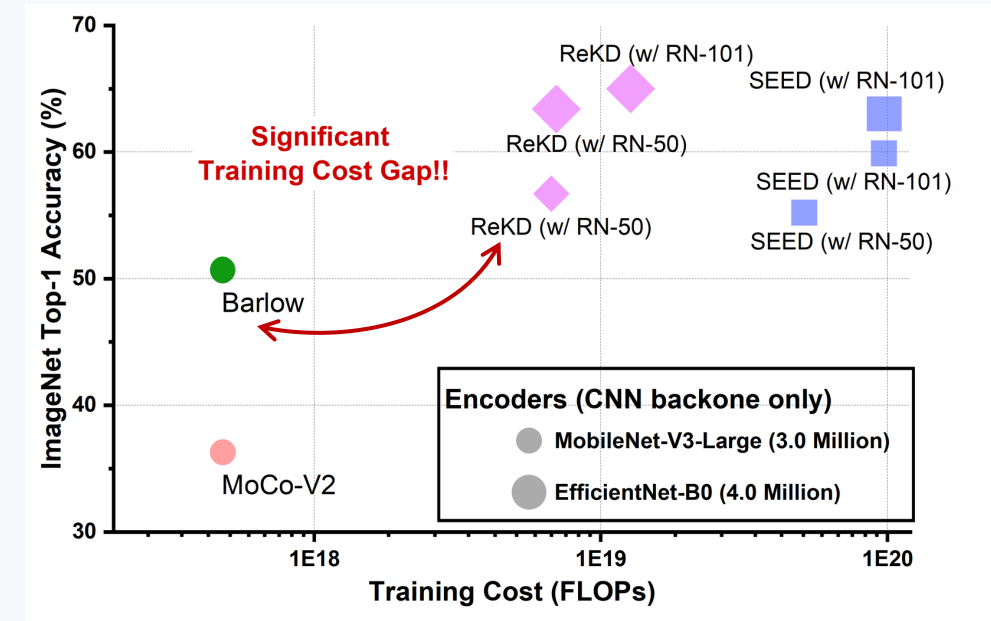 ImageNet Top-1 Accuracy (%)
70
60
50
40
30
ReKD (w/ RN-101)
SEED (w/ RN-101)
Significant
Training Cost Gap!!
ReKD (w/ RN-50)
SEED (w/ RN-101)
ReKD (w/ RN-50)
SEED (w/ RN-50)
Barlow
MoCo-V2
Encoders (CNN backone only)
MobileNet-V3-Large (3.0 Million)
EfficientNet-B0 (4.0 Million)
1E18
1E19
1E20
Training Cost (FLOPs)